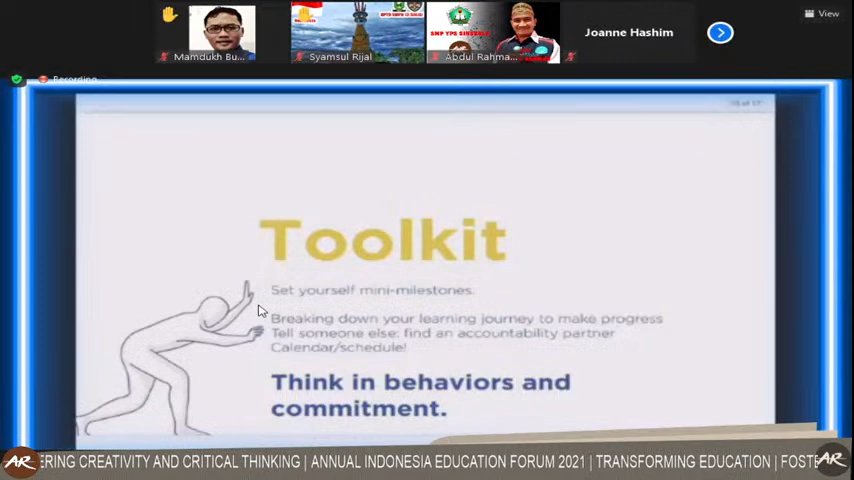 View
Mamdukh Bu...
Syamsul Rijal
Abdul Rahma...
Joanne Hashim
Recording
Toolkit
Set yourself mini-milestones.
Breaking down your learning journey to make progress
Tell someone else: find an accountability partner
Calendar/schedule!
Think in behaviors and
commitment.
AR
ERING CREATIVITY AND CRITICAL THINKING | ANNUAL INDONESIA EDUCATION FORUM 2021 | TRANSFORMING EDUCATION | FOSTE
AR